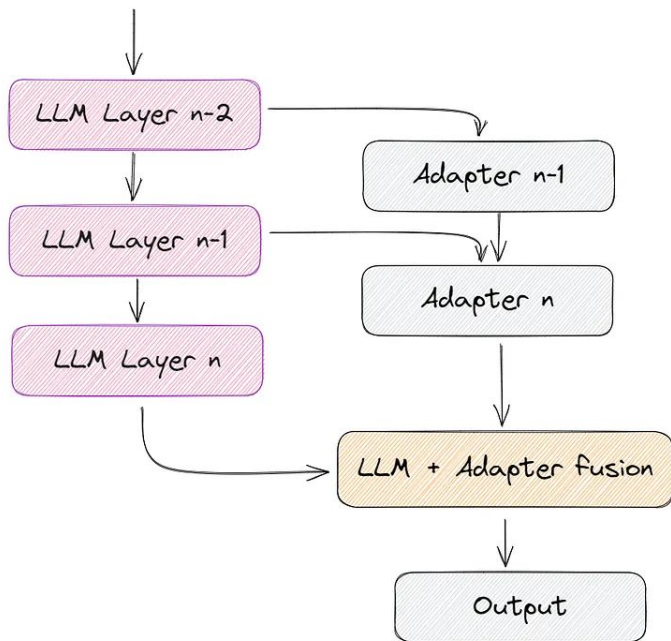 LLM Layer n-2
Adapter n-1
LLM Layer n-1
Adapter n
LLM Layer n
LLM + Adapter fusion
Output